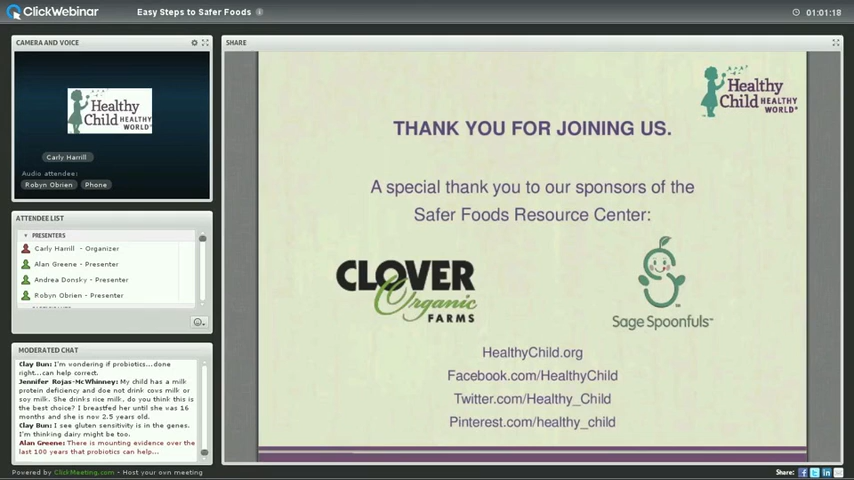 ClickWebinar
Easy Steps to Safer Foods
01:01:18
CAMERA AND VOICE
Healthy
Child HEALTHY
WORLD
Carly Harrill
Audio attendee:
Robyn Obrien
Phone
ATTENDEE LIST
PRESENTERS
Carly Harrill - Organizer
Alan Greene - Presenter
Andrea Donsky - Presenter
Robyn Obrien - Presenter
MODERATED CHAT
Clay Bun: I'm wondering if probiotics...done
right...can help correct.
Jennifer Rojas-McWhinney: My child has a milk
protein deficiency and doe not drink covs milk or
soy milk. She drinks rice milk. do you think this is
the best choice? I breastfed her until she was 16
months and she is now 2.5 years old.
Clay Bun: I see gluten sensitivity is in the genes.
I'm thinking dairy might be too.
Alan Greene: There is mounting evidence over the
last 100 years that probiotics can help...
Powered by ClickMeeting.com - Host your own meeting
SHARE
Healthy
Child HEALTHY
WORLD
THANK YOU FOR JOINING US.
A special thank you to our sponsors of the
Safer Foods Resource Center:
CLOVER
Organic
FARMS
Sage Spoonfuls™
HealthyChild.org
Facebook.com/HealthyChild
Twitter.com/Healthy_Child
Pinterest.com/healthy_child
Share: